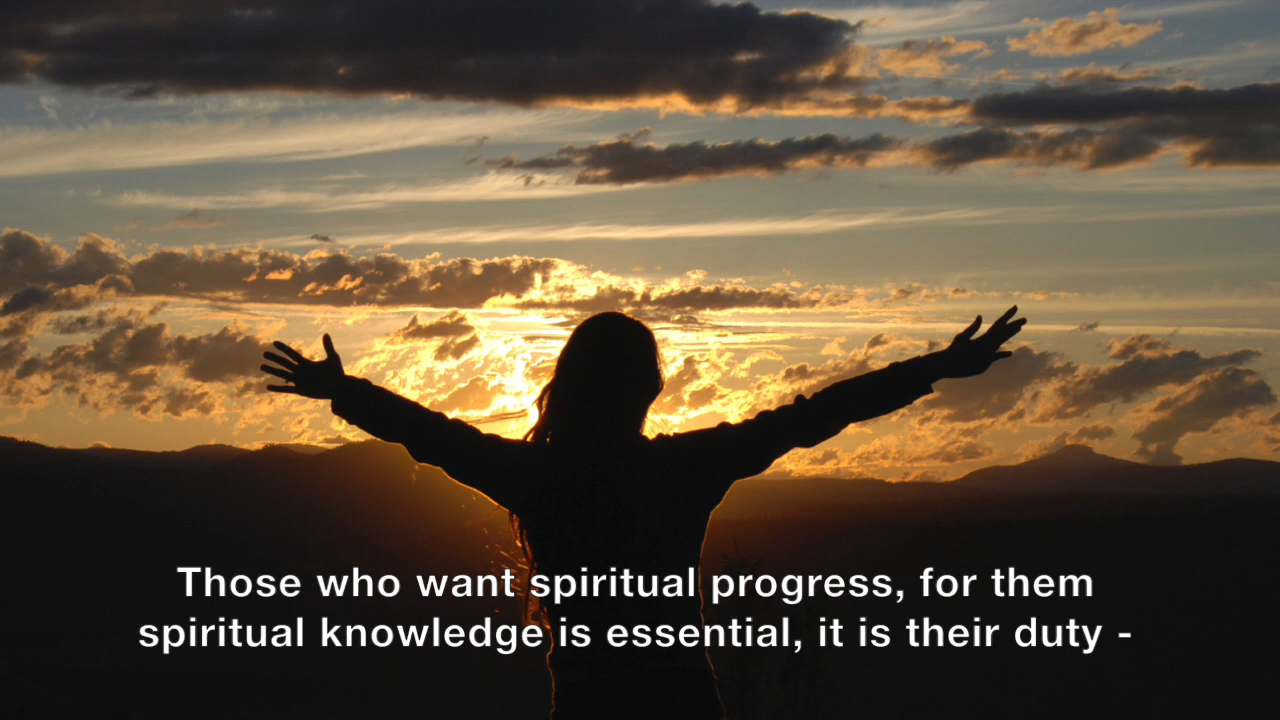 Those who want spiritual progress, for them
spiritual knowledge is essential, it is their duty -